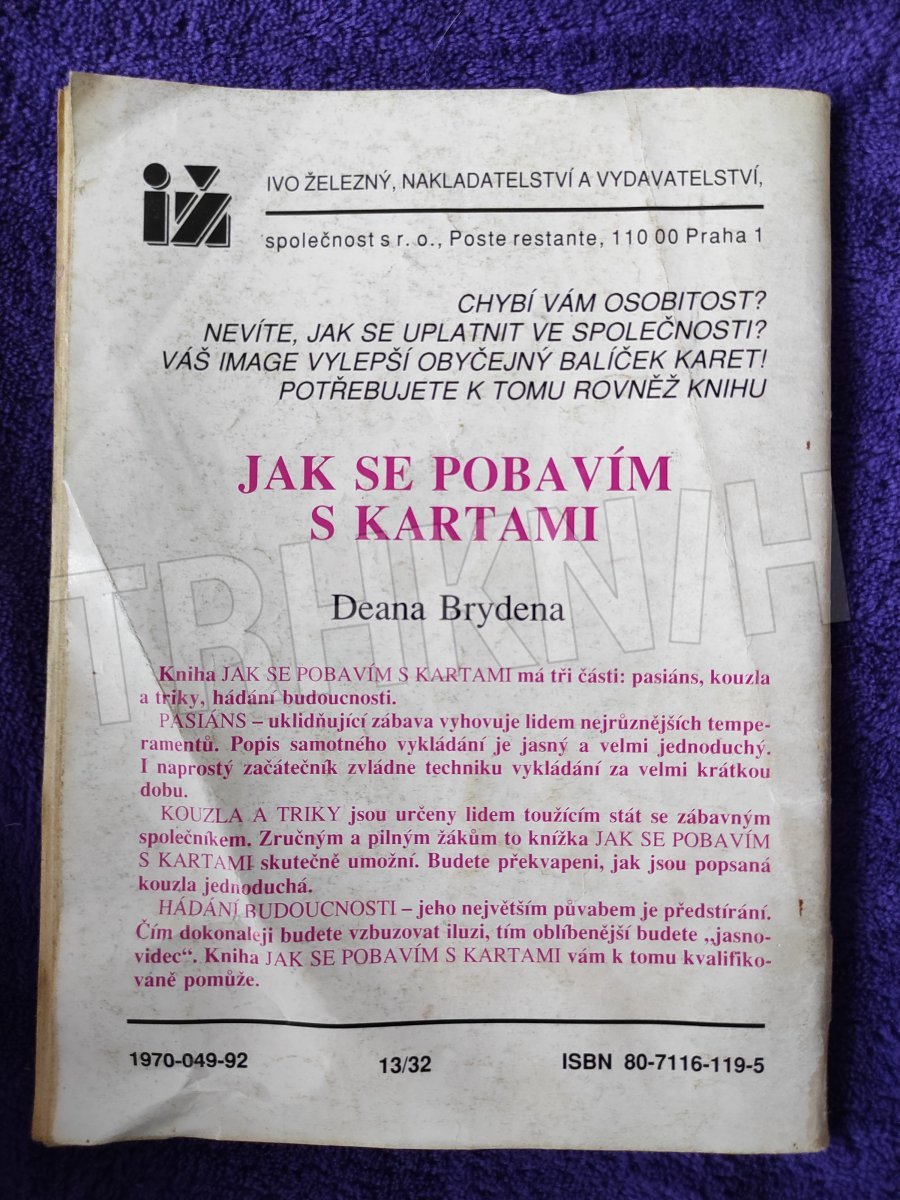 iž
IVO ŽELEZNÝ, NAKLADATELSTVÍ A VYDAVATELSTVÍ,
společnost s r. o., Poste restante, 110 00 Praha 1
CHYBÍ VÁM OSOBITOST?
NEVÍTE, JAK SE UPLATNIT VE SPOLEČNOSTI?
VÁŠ IMAGE VYLEPŠÍ OBYČEJNÝ BALÍČEK KARET!
POTŘEBUJETE K TOMU ROVNĚŽ KNIHU
JAK SE POBAVÍM
S KARTAMI
TRHKNIH
Deana Brydena
Kniha JAK SE POBAVÍM S KARTAMI má tři části: pasiáns, kouzla
a triky, hádání budoucnosti.
PASIÁNS – uklidňující zábava vyhovuje lidem nejrůznějších tempe-
ramentů. Popis samotného vykládání je jasný a velmi jednoduchý.
I naprostý začátečník zvládne techniku vykládání za velmi krátkou
dobu.
KOUZLA A TRIKY jsou určeny lidem toužícím stát se zábavným
společníkem. Zručným a pilným žákům to knížka JAK SE POBAVÍM
S KARTAMI skutečně umožní. Budete překvapeni, jak jsou popsaná
kouzla jednoduchá.
HÁDÁNÍ BUDOUCNOSTI – jeho největším půvabem je předstírání.
Čím dokonaleji budete vzbuzovat iluzi, tím oblíbenější budete „jasno-
videc“. Kniha JAK SE POBAVÍM S KARTAMI vám k tomu kvalifiko-
vaně pomůže.
1970-049-92 13/32 ISBN 80-7116-119-5